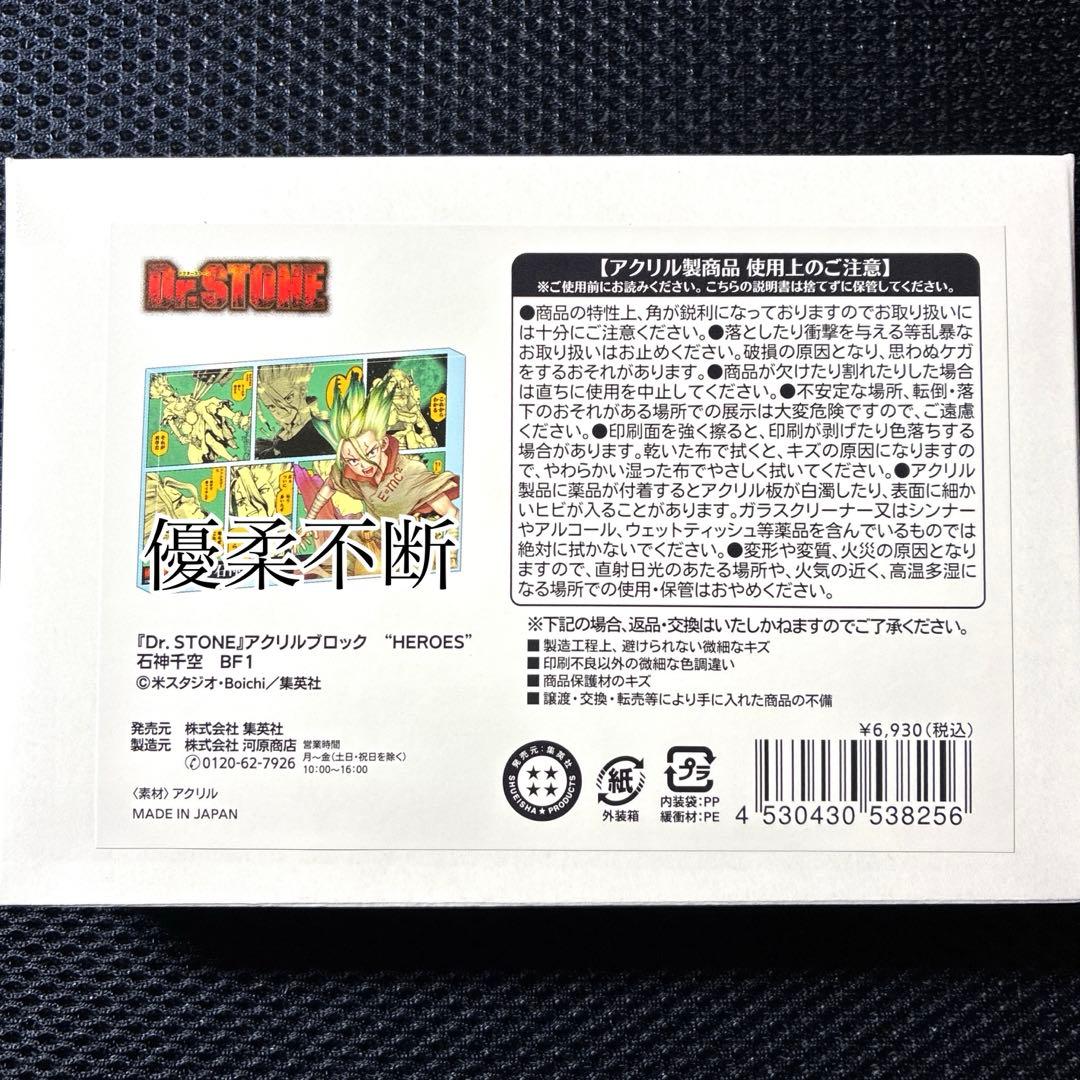 Dr.STONE
E=mc²
優柔不断
『Dr. STONE』アクリルブロック “HEROES”
石神千空 BF1
©米スタジオ・Boichi／集英社
発売元 株式会社 集英社
製造元 株式会社 河原商店
営業時間
月～金(土日・祝日を除く)
0120-62-7926
10:00～16:00
〈素材〉アクリル
MADE IN JAPAN
【アクリル製商品 使用上のご注意】
※ご使用前にお読みください。こちらの説明書は捨てずに保管してください。
●商品の特性上、角が鋭利になっておりますのでお取り扱いに
は十分にご注意ください。●落としたり衝撃を与える等乱暴な
お取り扱いはお止めください。破損の原因となり、思わぬケガ
をするおそれがあります。●商品が欠けたり割れたりした場合
は直ちに使用を中止してください。●不安定な場所、転倒・落
下のおそれがある場所での展示は大変危険ですので、ご遠慮
ください。●印刷面を強く擦ると、印刷が剥げたり色落ちする
場合があります。乾いた布で拭くと、キズの原因になりますの
で、やわらかい湿った布でやさしく拭いてください。●アクリル
製品に薬品が付着するとアクリル板が白濁したり、表面に細か
いヒビが入ることがあります。ガラスクリーナー又はシンナー
やアルコール、ウェットティッシュ等薬品を含んでいるものでは
絶対に拭かないでください。●変形や変質、火災の原因となり
ますので、直射日光のあたる場所や、火気の近く、高温多湿に
なる場所での使用・保管はおやめください。
※下記の場合、返品・交換はいたしかねますのでご了承ください。
■製造工程上、避けられない微細なキズ
■印刷不良以外の微細な色調違い
■商品保護材のキズ
■譲渡・交換・転売等により手に入れた商品の不備
¥6,930(税込)
発売元:集英社
SHUEISHA★PRODUCTS
紙
外装箱
プラ
内装袋:PP
緩衝材:PE
4 530430 538256